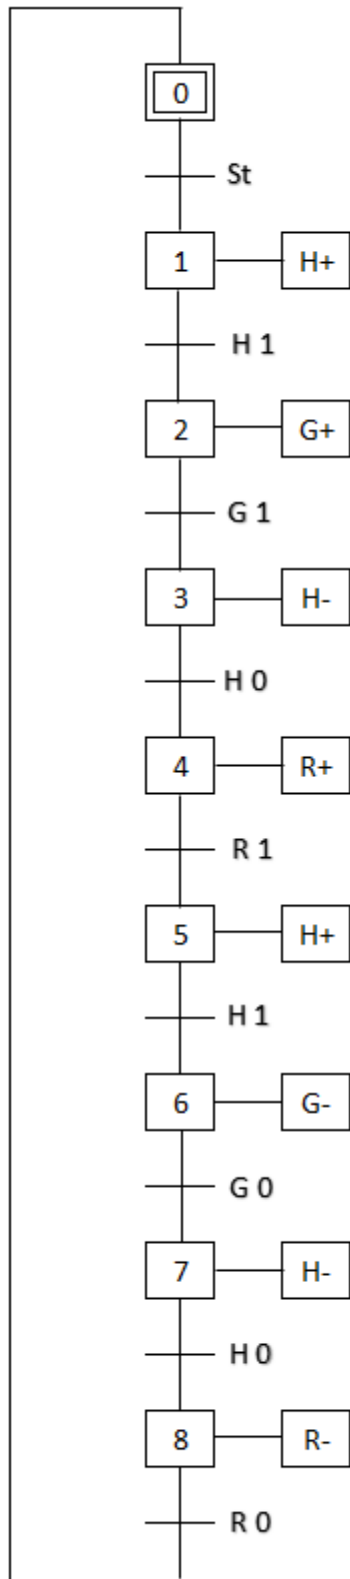 0
St
1 H+
H 1
2 G+
G 1
3 H-
H 0
4 R+
R 1
5 H+
H 1
6 G-
G 0
7 H-
H 0
8 R-
R 0